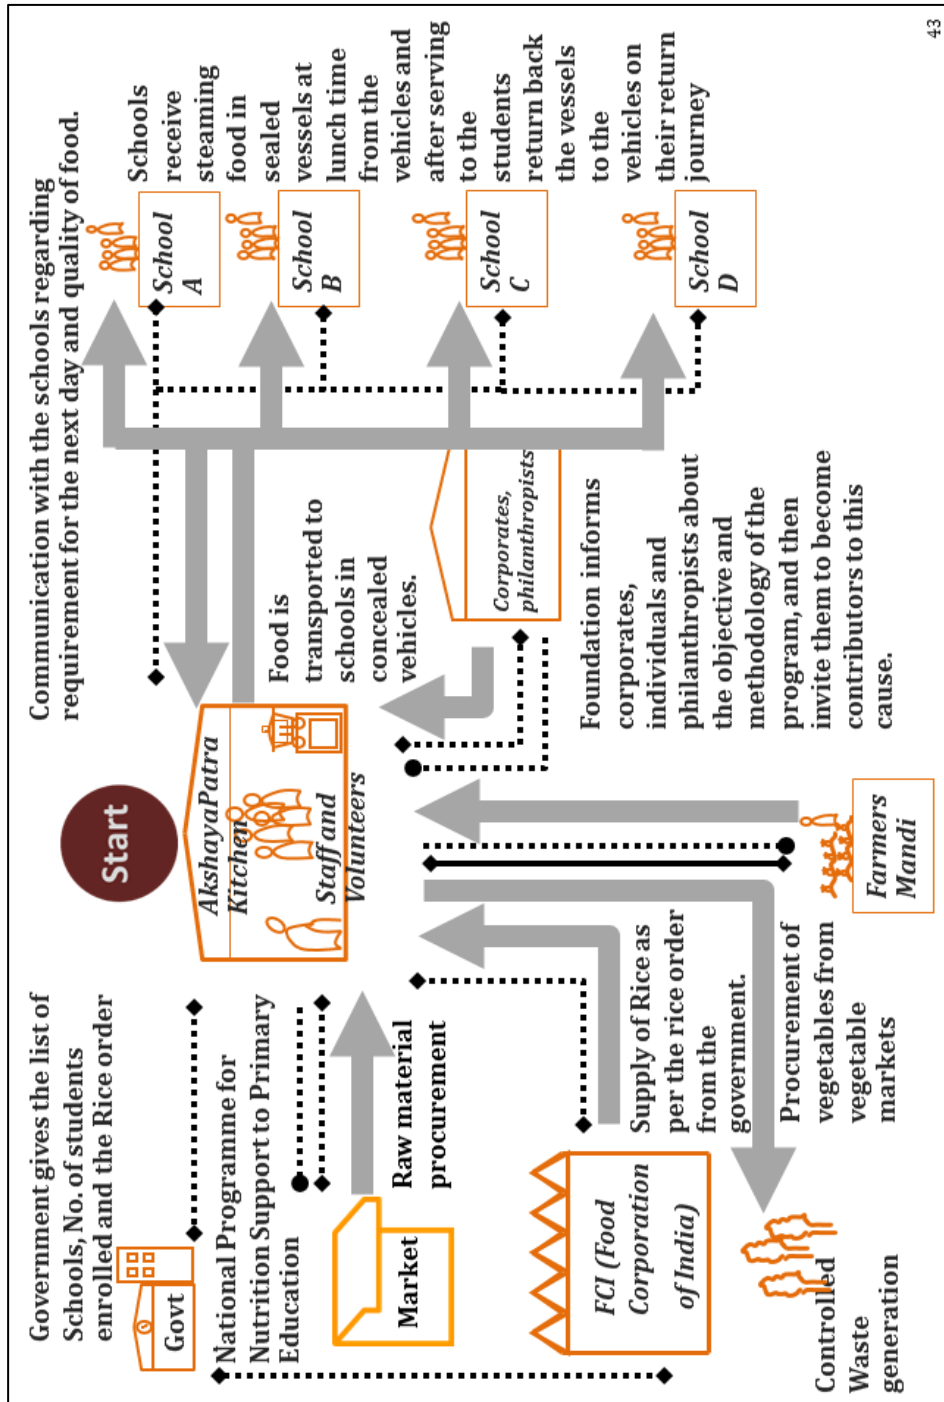 Government gives the list of
Schools, No. of students
enrolled and the Rice order
Govt
National Programme for
Nutrition Support to Primary
Education
Market
Raw material
procurement
FCI (Food
Corporation
of India)
Supply of Rice as
per the rice order
from the
government.
Controlled
Waste
generation
Procurement of
vegetables from
vegetable
markets
Farmers
Mandi
Start
AkshayaPatra
Kitchen
Staff and
Volunteers
Communication with the schools regarding
requirement for the next day and quality of food.
Food is
transported to
schools in
concealed
vehicles.
Corporates,
philanthropists
Foundation informs
corporates,
individuals and
philanthropists about
the objective and
methodology of the
program, and then
invite them to become
contributors to this
cause.
School
A
School
B
School
C
School
D
Schools
receive
steaming
food in
sealed
vessels at
lunch time
from the
vehicles and
after serving
to the
students
return back
the vessels
to the
vehicles on
their return
journey
43